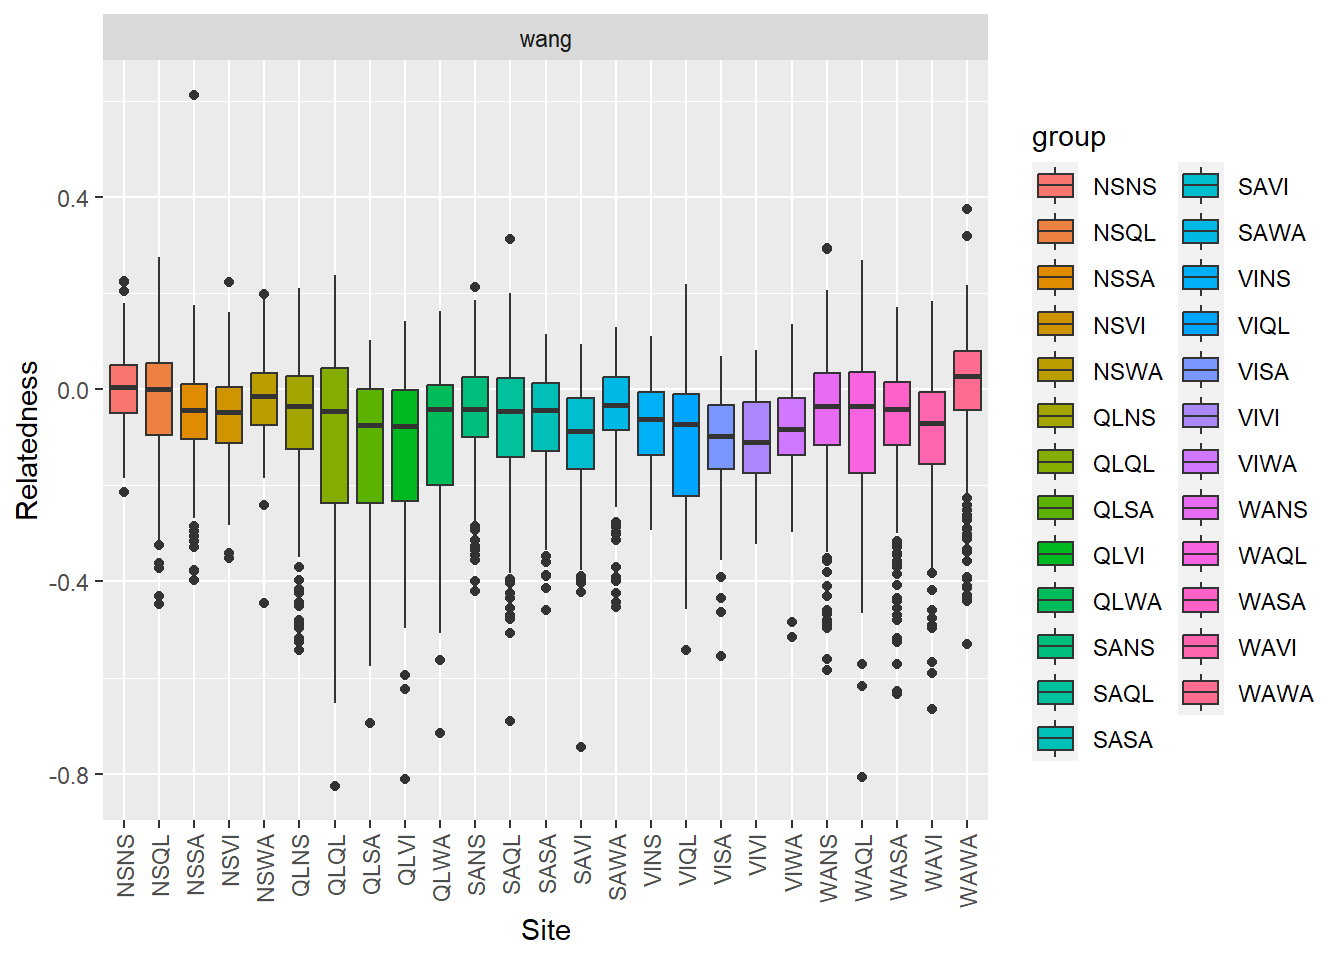 wang
Relatedness
0.4
0.0
-0.4
-0.8
NSNS
NSQL
NSSA
NSVI
NSWA
QLNS
QLQL
QLSA
QLVI
QLWA
SANS
SAQL
SASA
SAVI
SAWA
VINS
VIQL
VISA
VIVI
VIWA
WANS
WAQL
WASA
WAVI
WAWA
Site
group
NSNS
NSQL
NSSA
NSVI
NSWA
QLNS
QLQL
QLSA
QLVI
QLWA
SANS
SAQL
SASA
SAVI
SAWA
VINS
VIQL
VISA
VIVI
VIWA
WANS
WAQL
WASA
WAVI
WAWA